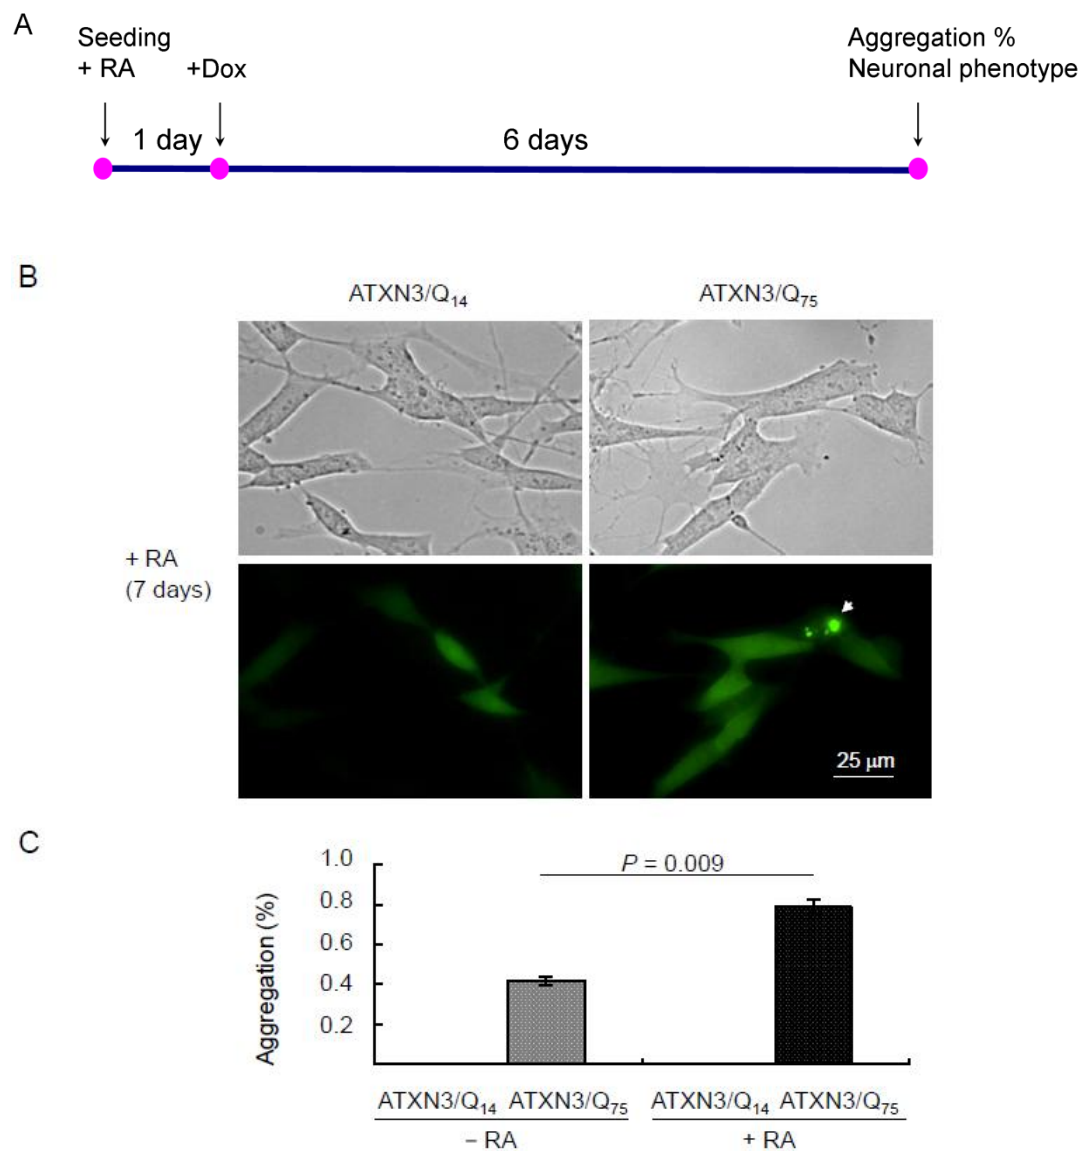 A
Seeding
+ RA
+Dox
Aggregation %
Neuronal phenotype
1 day
6 days
B
ATXN3/Q14
ATXN3/Q75
+ RA
(7 days)
25 µm
C
Aggregation (%)
1.0
0.8
0.6
0.4
0.2
P = 0.009
ATXN3/Q14 ATXN3/Q75 ATXN3/Q14 ATXN3/Q75
– RA
+ RA